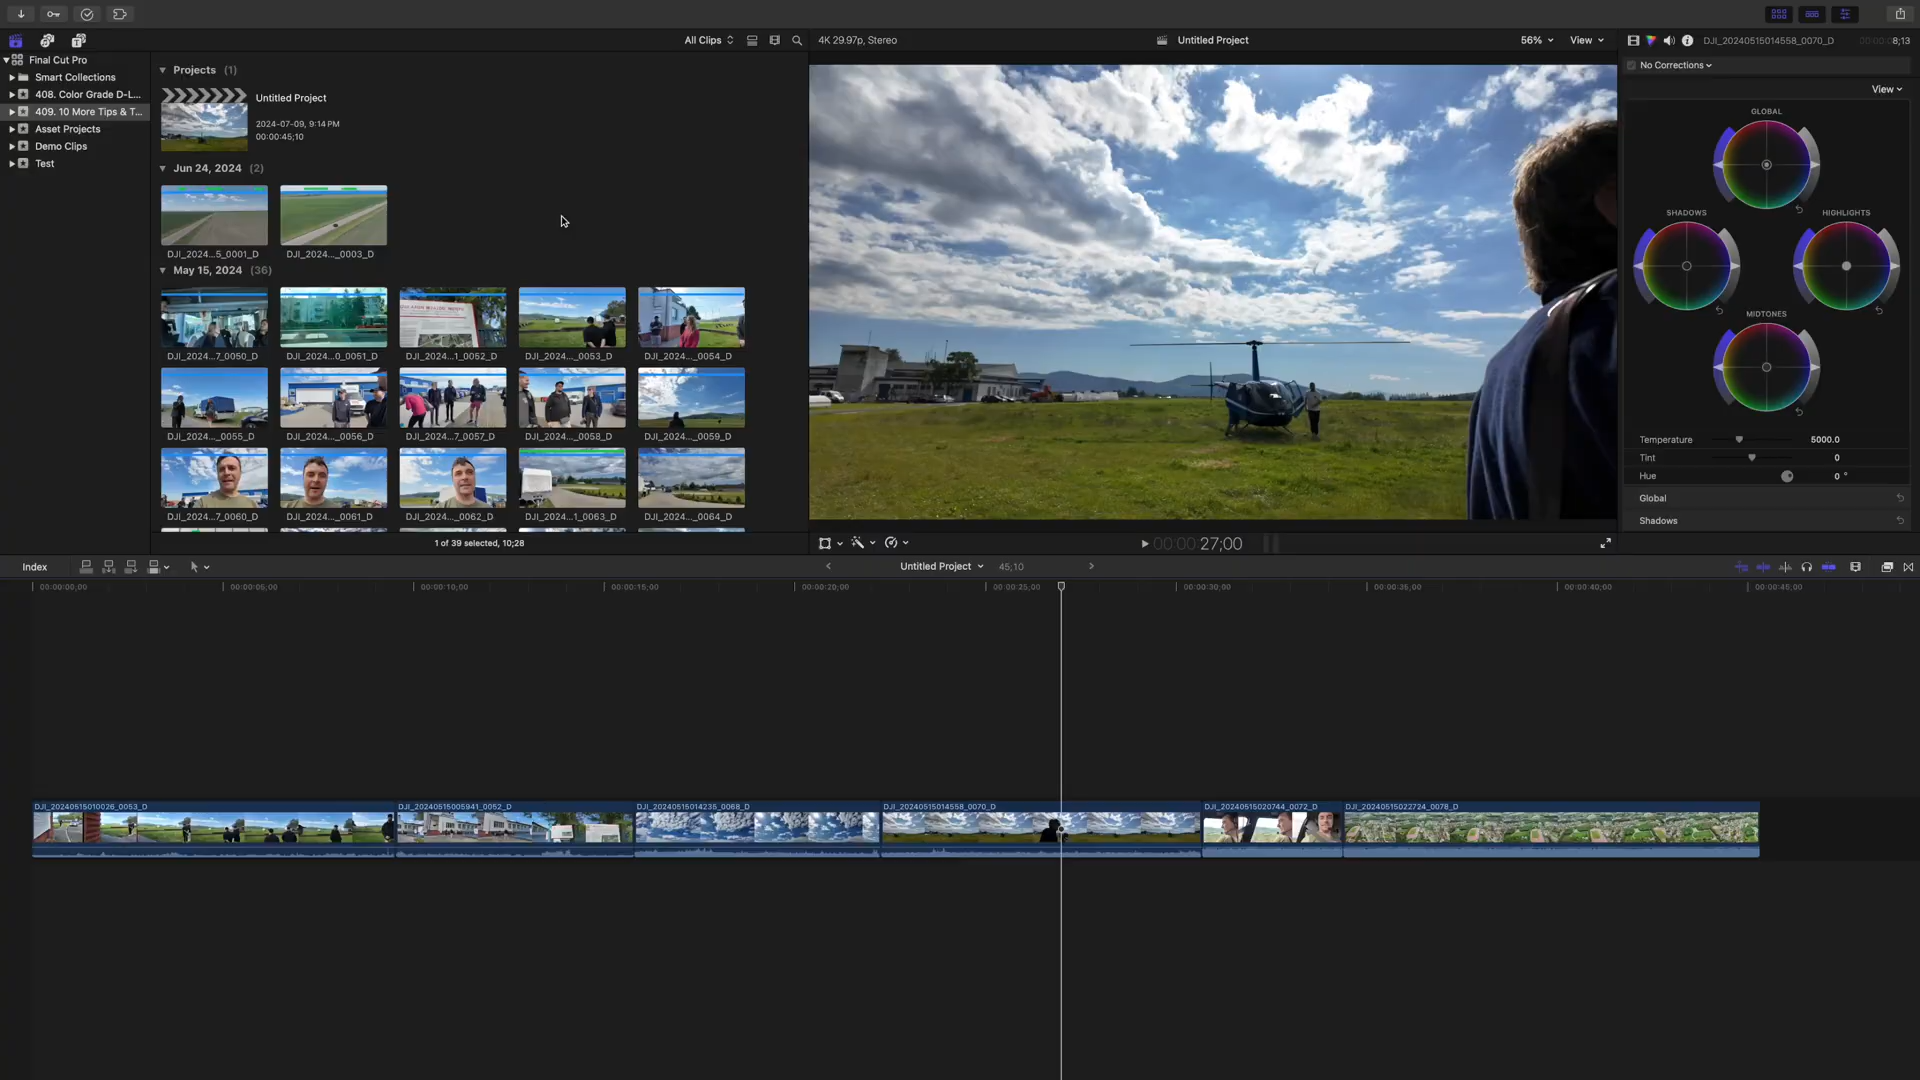 All Clips
4K 29.97p, Stereo
Untitled Project
56%
View
DJI_20240515014558_0070_D
8;13
Final Cut Pro
Smart Collections
408. Color Grade D-L...
409. 10 More Tips & T...
Asset Projects
Demo Clips
Test
Projects (1)
Untitled Project
2024-07-09, 9:14 PM
00:00:45;10
Jun 24, 2024 (2)
DJI_2024...5_0001_D
DJI_2024..._0003_D
May 15, 2024 (36)
DJI_2024...7_0050_D
DJI_2024...0_0051_D
DJI_2024...1_0052_D
DJI_2024..._0053_D
DJI_2024..._0054_D
DJI_2024..._0055_D
DJI_2024..._0056_D
DJI_2024...7_0057_D
DJI_2024..._0058_D
DJI_2024..._0059_D
DJI_2024...7_0060_D
DJI_2024..._0061_D
DJI_2024..._0062_D
DJI_2024...1_0063_D
DJI_2024..._0064_D
1 of 39 selected, 10;28
00:00:27;00
No Corrections
View
GLOBAL
SHADOWS
HIGHLIGHTS
MIDTONES
Temperature 5000.0
Tint 0
Hue 0 °
Global
Shadows
Index
Untitled Project
45;10
00:00:00;00
00:00:05;00
00:00:10;00
00:00:15;00
00:00:20;00
00:00:25;00
00:00:30;00
00:00:35;00
00:00:40;00
00:00:45;00
DJI_20240515010026_0053_D
DJI_20240515005941_0052_D
DJI_20240515014235_0068_D
DJI_20240515014558_0070_D
DJI_20240515020744_0072_D
DJI_20240515022724_0078_D